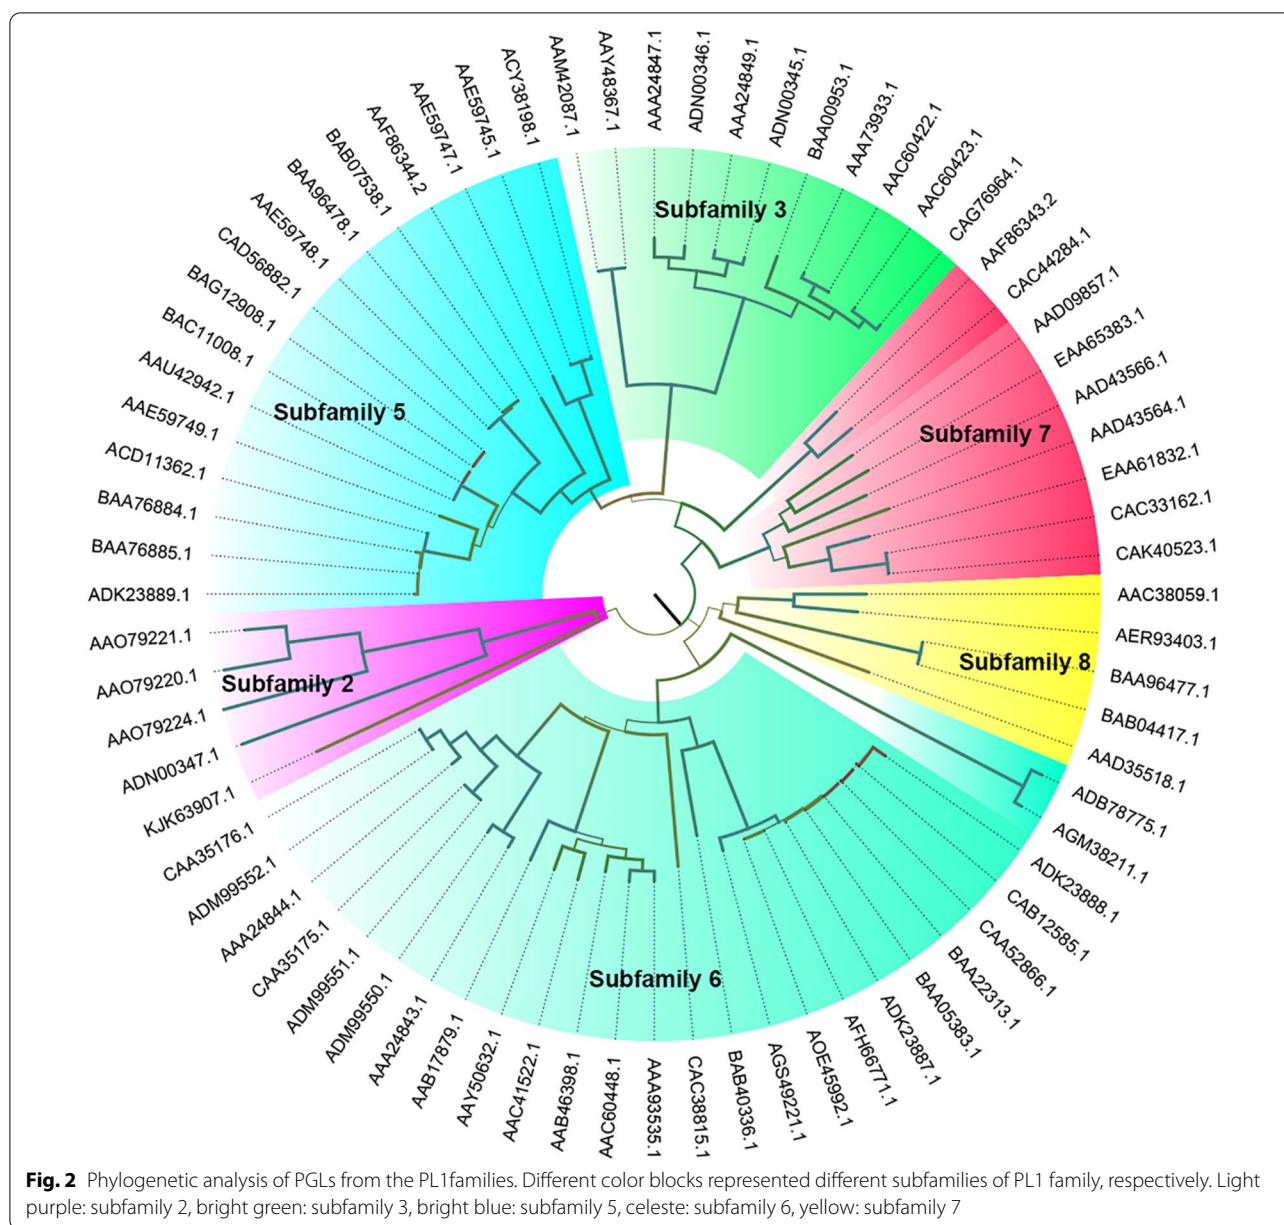 AAM42087.1
AAY48367.1
AAA24847.1
ADN00346.1
AAA24849.1
ADN00345.1
BAA00953.1
AAA73933.1
AAC60422.1
AAC60423.1
CAG76964.1
AAF86343.2
CAC44284.1
AAD09857.1
EAA65383.1
AAD43566.1
AAD43564.1
EAA61832.1
CAC33162.1
CAK40523.1
AAC38059.1
AER93403.1
BAA96477.1
BAB04417.1
AAD35518.1
ADB78775.1
AGM38211.1
ADK23888.1
CAB12585.1
CAA52866.1
BAA22313.1
BAA05383.1
ADK23887.1
AFH66771.1
AOE45992.1
AGS49221.1
BAB40336.1
CAC38815.1
AAA93535.1
AAC60448.1
AAB46398.1
AAC41522.1
AAY50632.1
AAB17879.1
AAA24843.1
ADM99550.1
ADM99551.1
CAA35175.1
AAA24844.1
ADM99552.1
CAA35176.1
KJK63907.1
ADN00347.1
AAO79224.1
AAO79220.1
AAO79221.1
ADK23889.1
BAA76885.1
BAA76884.1
ACD11362.1
AAE59749.1
AAU42942.1
BAC11008.1
BAG12908.1
CAD56882.1
AAE59748.1
BAA96478.1
BAB07538.1
AAF86344.2
AAE59747.1
AAE59745.1
ACY38198.1
Subfamily 3
Subfamily 5
Subfamily 7
Subfamily 8
Subfamily 2
Subfamily 6
Fig. 2 Phylogenetic analysis of PGLs from the PL1families. Different color blocks represented different subfamilies of PL1 family, respectively. Light
purple: subfamily 2, bright green: subfamily 3, bright blue: subfamily 5, celeste: subfamily 6, yellow: subfamily 7